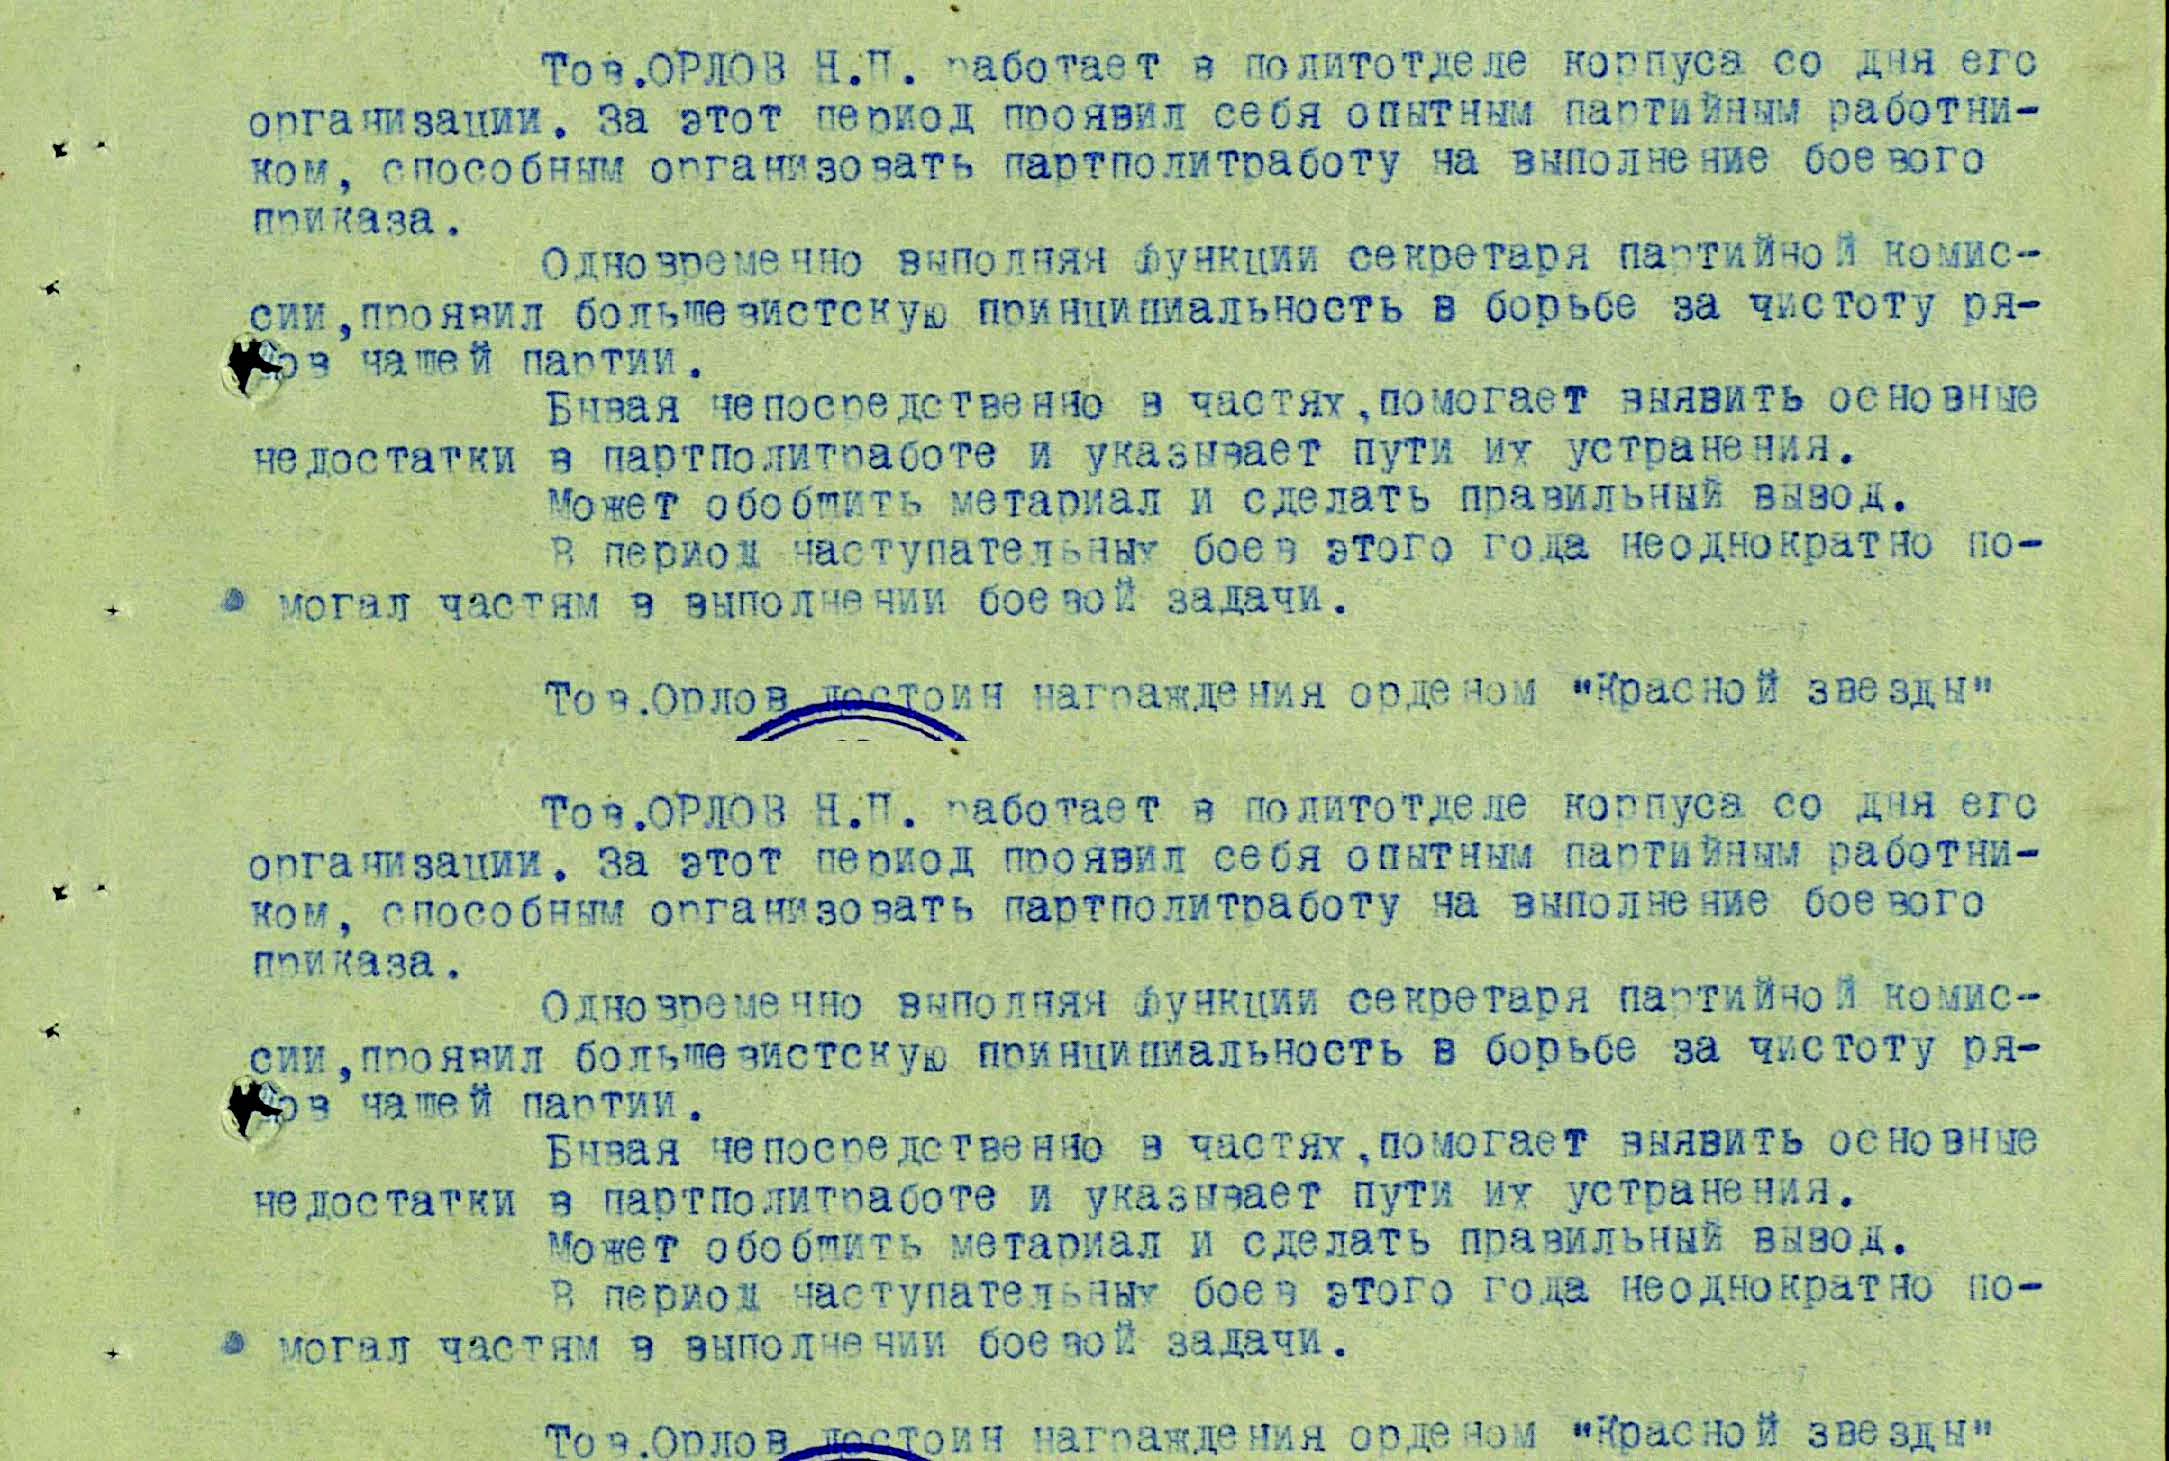 Тов.ОРЛОВ Н.П. работает в политотделе корпуса со дня его
организации. За этот период проявил себя опытным партийным работни-
ком, способным организовать партполитработу на выполнение боевого
приказа.
Одновременно выполняя функции секретаря партийной комис-
сии,проявил большевистскую принципиальность в борьбе за чистоту ря-
дов нашей партии.
Бывая непосредственно в частях,помогает выявить основные
недостатки в партполитработе и указывает пути их устранения.
Может обобщить метариал и сделать правильный вывод.
В период наступательных боев этого года неоднократно по-
могал частям в выполнении боевой задачи.
Тов.Орлов достоин награждения орденом "Красной звезды"
Тов.ОРЛОВ Н.П. работает в политотделе корпуса со дня его
организации. За этот период проявил себя опытным партийным работни-
ком, способным организовать партполитработу на выполнение боевого
приказа.
Одновременно выполняя функции секретаря партийной комис-
сии,проявил большевистскую принципиальность в борьбе за чистоту ря-
дов нашей партии.
Бывая непосредственно в частях,помогает выявить основные
недостатки в партполитработе и указывает пути их устранения.
Может обобщить метариал и сделать правильный вывод.
В период наступательных боев этого года неоднократно по-
могал частям в выполнении боевой задачи.
Тов.Орлов достоин награждения орденом "Красной звезды"